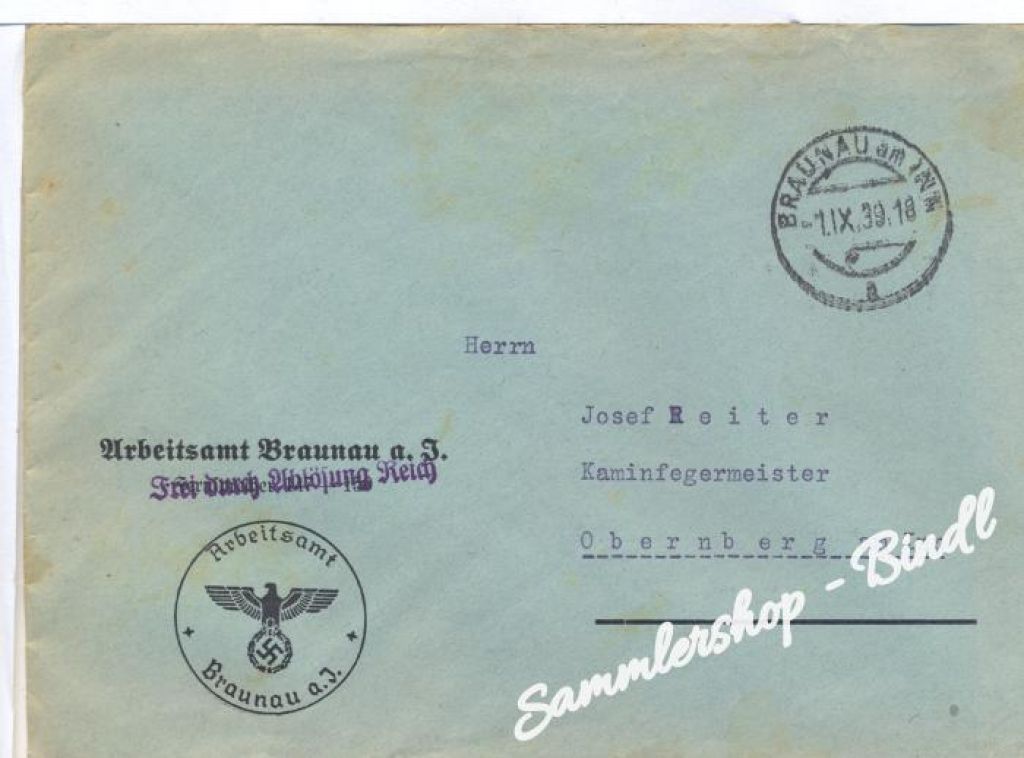 BRAUNAU am INN
-1.IX.39.18
a
Herrn
Josef Reiter
Kaminfegermeister
Obernberg
Arbeitsamt Braunau a. J.
Frei durch Ablösung Reich
Arbeitsamt
Braunau a. J.
Sammlershop - Bindl